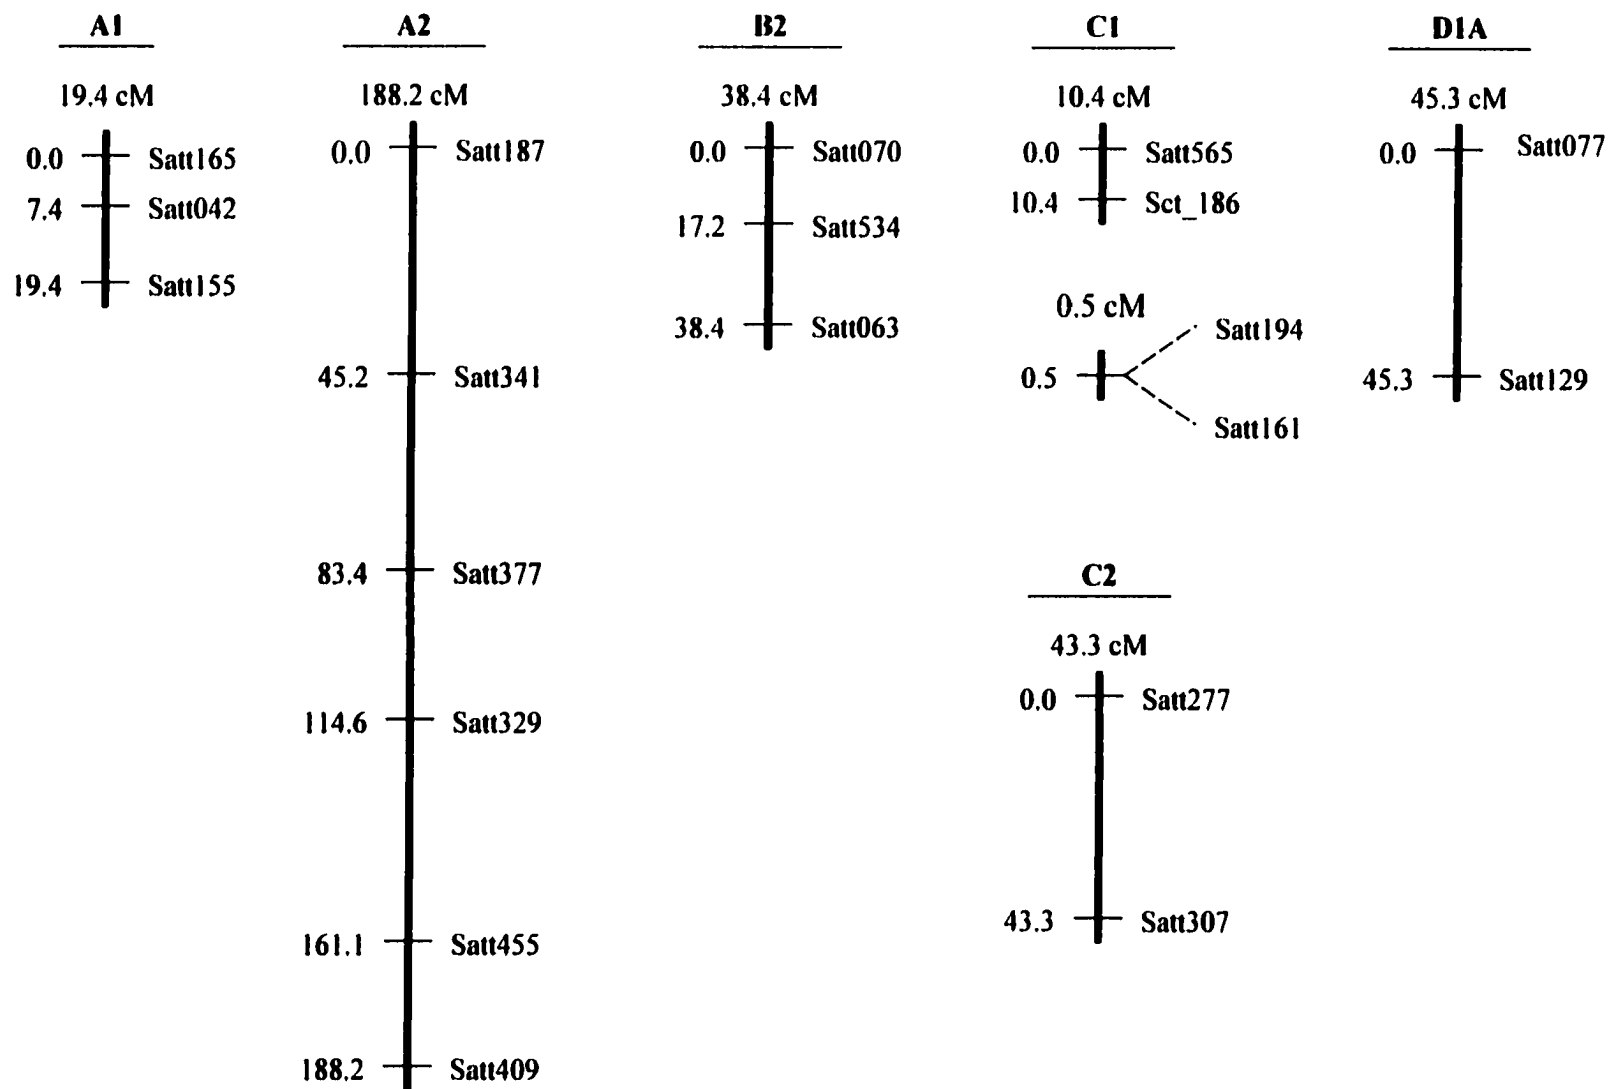 A1
19.4 cM
0.0 Satt165
7.4 Satt042
19.4 Satt155
A2
188.2 cM
0.0 Satt187
45.2 Satt341
83.4 Satt377
114.6 Satt329
161.1 Satt455
188.2 Satt409
B2
38.4 cM
0.0 Satt070
17.2 Satt534
38.4 Satt063
C1
10.4 cM
0.0 Satt565
10.4 Sct_186
0.5 cM
Satt194
0.5
Satt161
C2
43.3 cM
0.0 Satt277
43.3 Satt307
D1A
45.3 cM
0.0 Satt077
45.3 Satt129